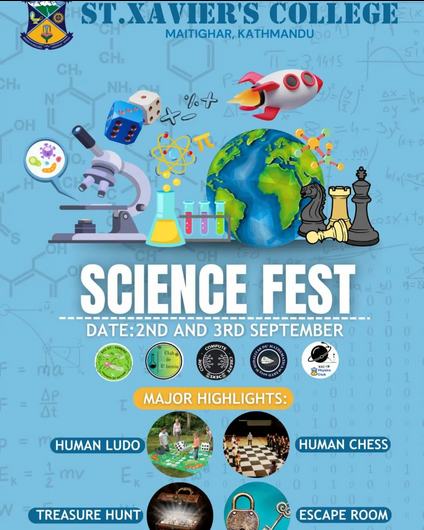 ST.XAVIER'S COLLEGE
MAITIGHAR, KATHMANDU
SCIENCE FEST
DATE:2ND AND 3RD SEPTEMBER
MAJOR HIGHLIGHTS:
HUMAN LUDO
HUMAN CHESS
TREASURE HUNT
ESCAPE ROOM